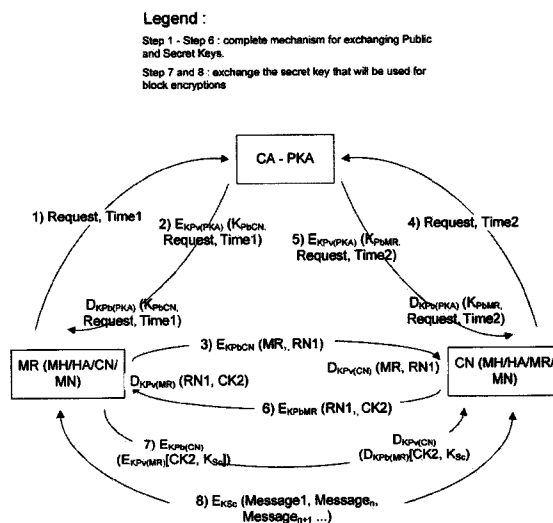 Legend :
Step 1 - Step 6 : complete mechanism for exchanging Public
and Secret Keys.
Step 7 and 8 : exchange the secret key that will be used for
block encryptions
CA - PKA
1) Request, Time1
2) EKPv(PKA) (KPbCN,
Request, Time1)
5) EKPv(PKA) (KPbMR,
Request, Time2)
4) Request, Time2
DKPb(PKA) (KPbCN,
Request, Time1)
DKPb(PKA) (KPbMR,
Request, Time2)
MR (MH/HA/CN/
MN)
3) EKPbCN (MR,, RN1)
DKPv(CN) (MR, RN1)
CN (MH/HA/MR/
MN)
DKPv(MR) (RN1, CK2)
6) EKPbMR (RN1,, CK2)
7) EKPb(CN)
(EKPv(MR)[CK2, KSc])
DKPv(CN)
(DKPb(MR)[CK2, KSc)
8) EKSc (Message1, Messagen,
Messagen+1 ...)